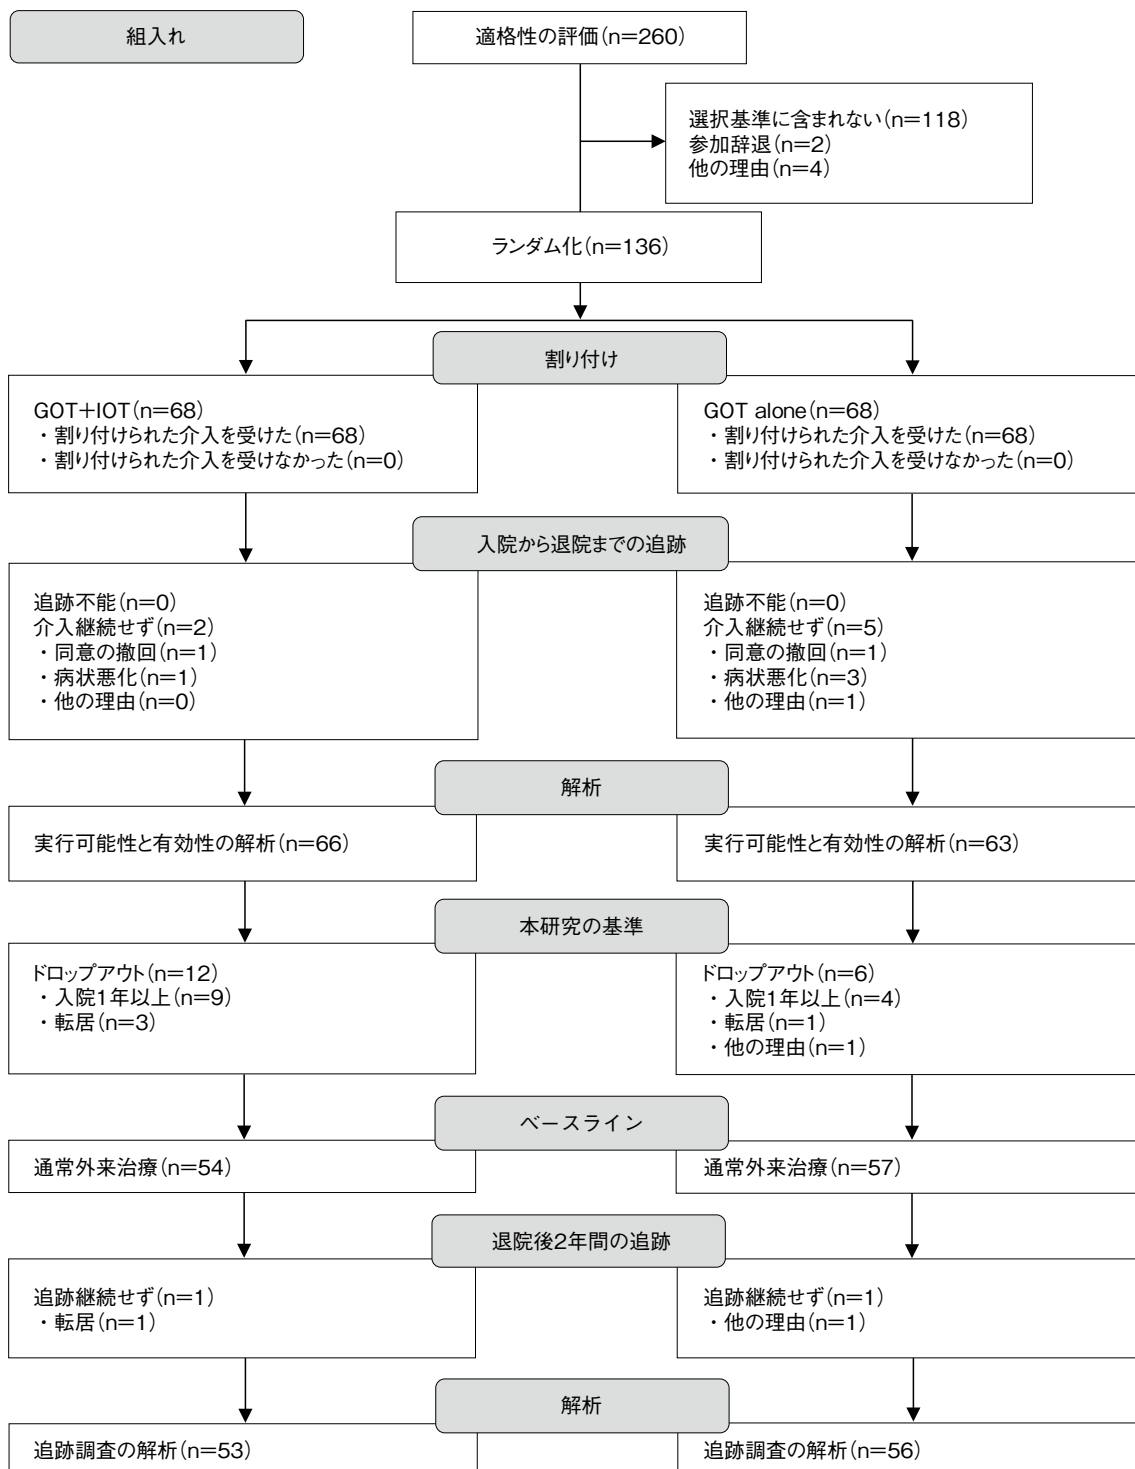 組入れ
適格性の評価(n=260)
選択基準に含まれない(n=118)
参加辞退(n=2)
他の理由(n=4)
ランダム化(n=136)
割り付け
GOT+IOT(n=68)
・割り付けられた介入を受けた(n=68)
・割り付けられた介入を受けなかった(n=0)
GOT alone(n=68)
・割り付けられた介入を受けた(n=68)
・割り付けられた介入を受けなかった(n=0)
入院から退院までの追跡
追跡不能(n=0)
介入継続せず(n=2)
・同意の撤回(n=1)
・病状悪化(n=1)
・他の理由(n=0)
追跡不能(n=0)
介入継続せず(n=5)
・同意の撤回(n=1)
・病状悪化(n=3)
・他の理由(n=1)
解析
実行可能性と有効性の解析(n=66)
実行可能性と有効性の解析(n=63)
本研究の基準
ドロップアウト(n=12)
・入院1年以上(n=9)
・転居(n=3)
ドロップアウト(n=6)
・入院1年以上(n=4)
・転居(n=1)
・他の理由(n=1)
ベースライン
通常外来治療(n=54)
通常外来治療(n=57)
退院後2年間の追跡
追跡継続せず(n=1)
・転居(n=1)
追跡継続せず(n=1)
・他の理由(n=1)
解析
追跡調査の解析(n=53)
追跡調査の解析(n=56)